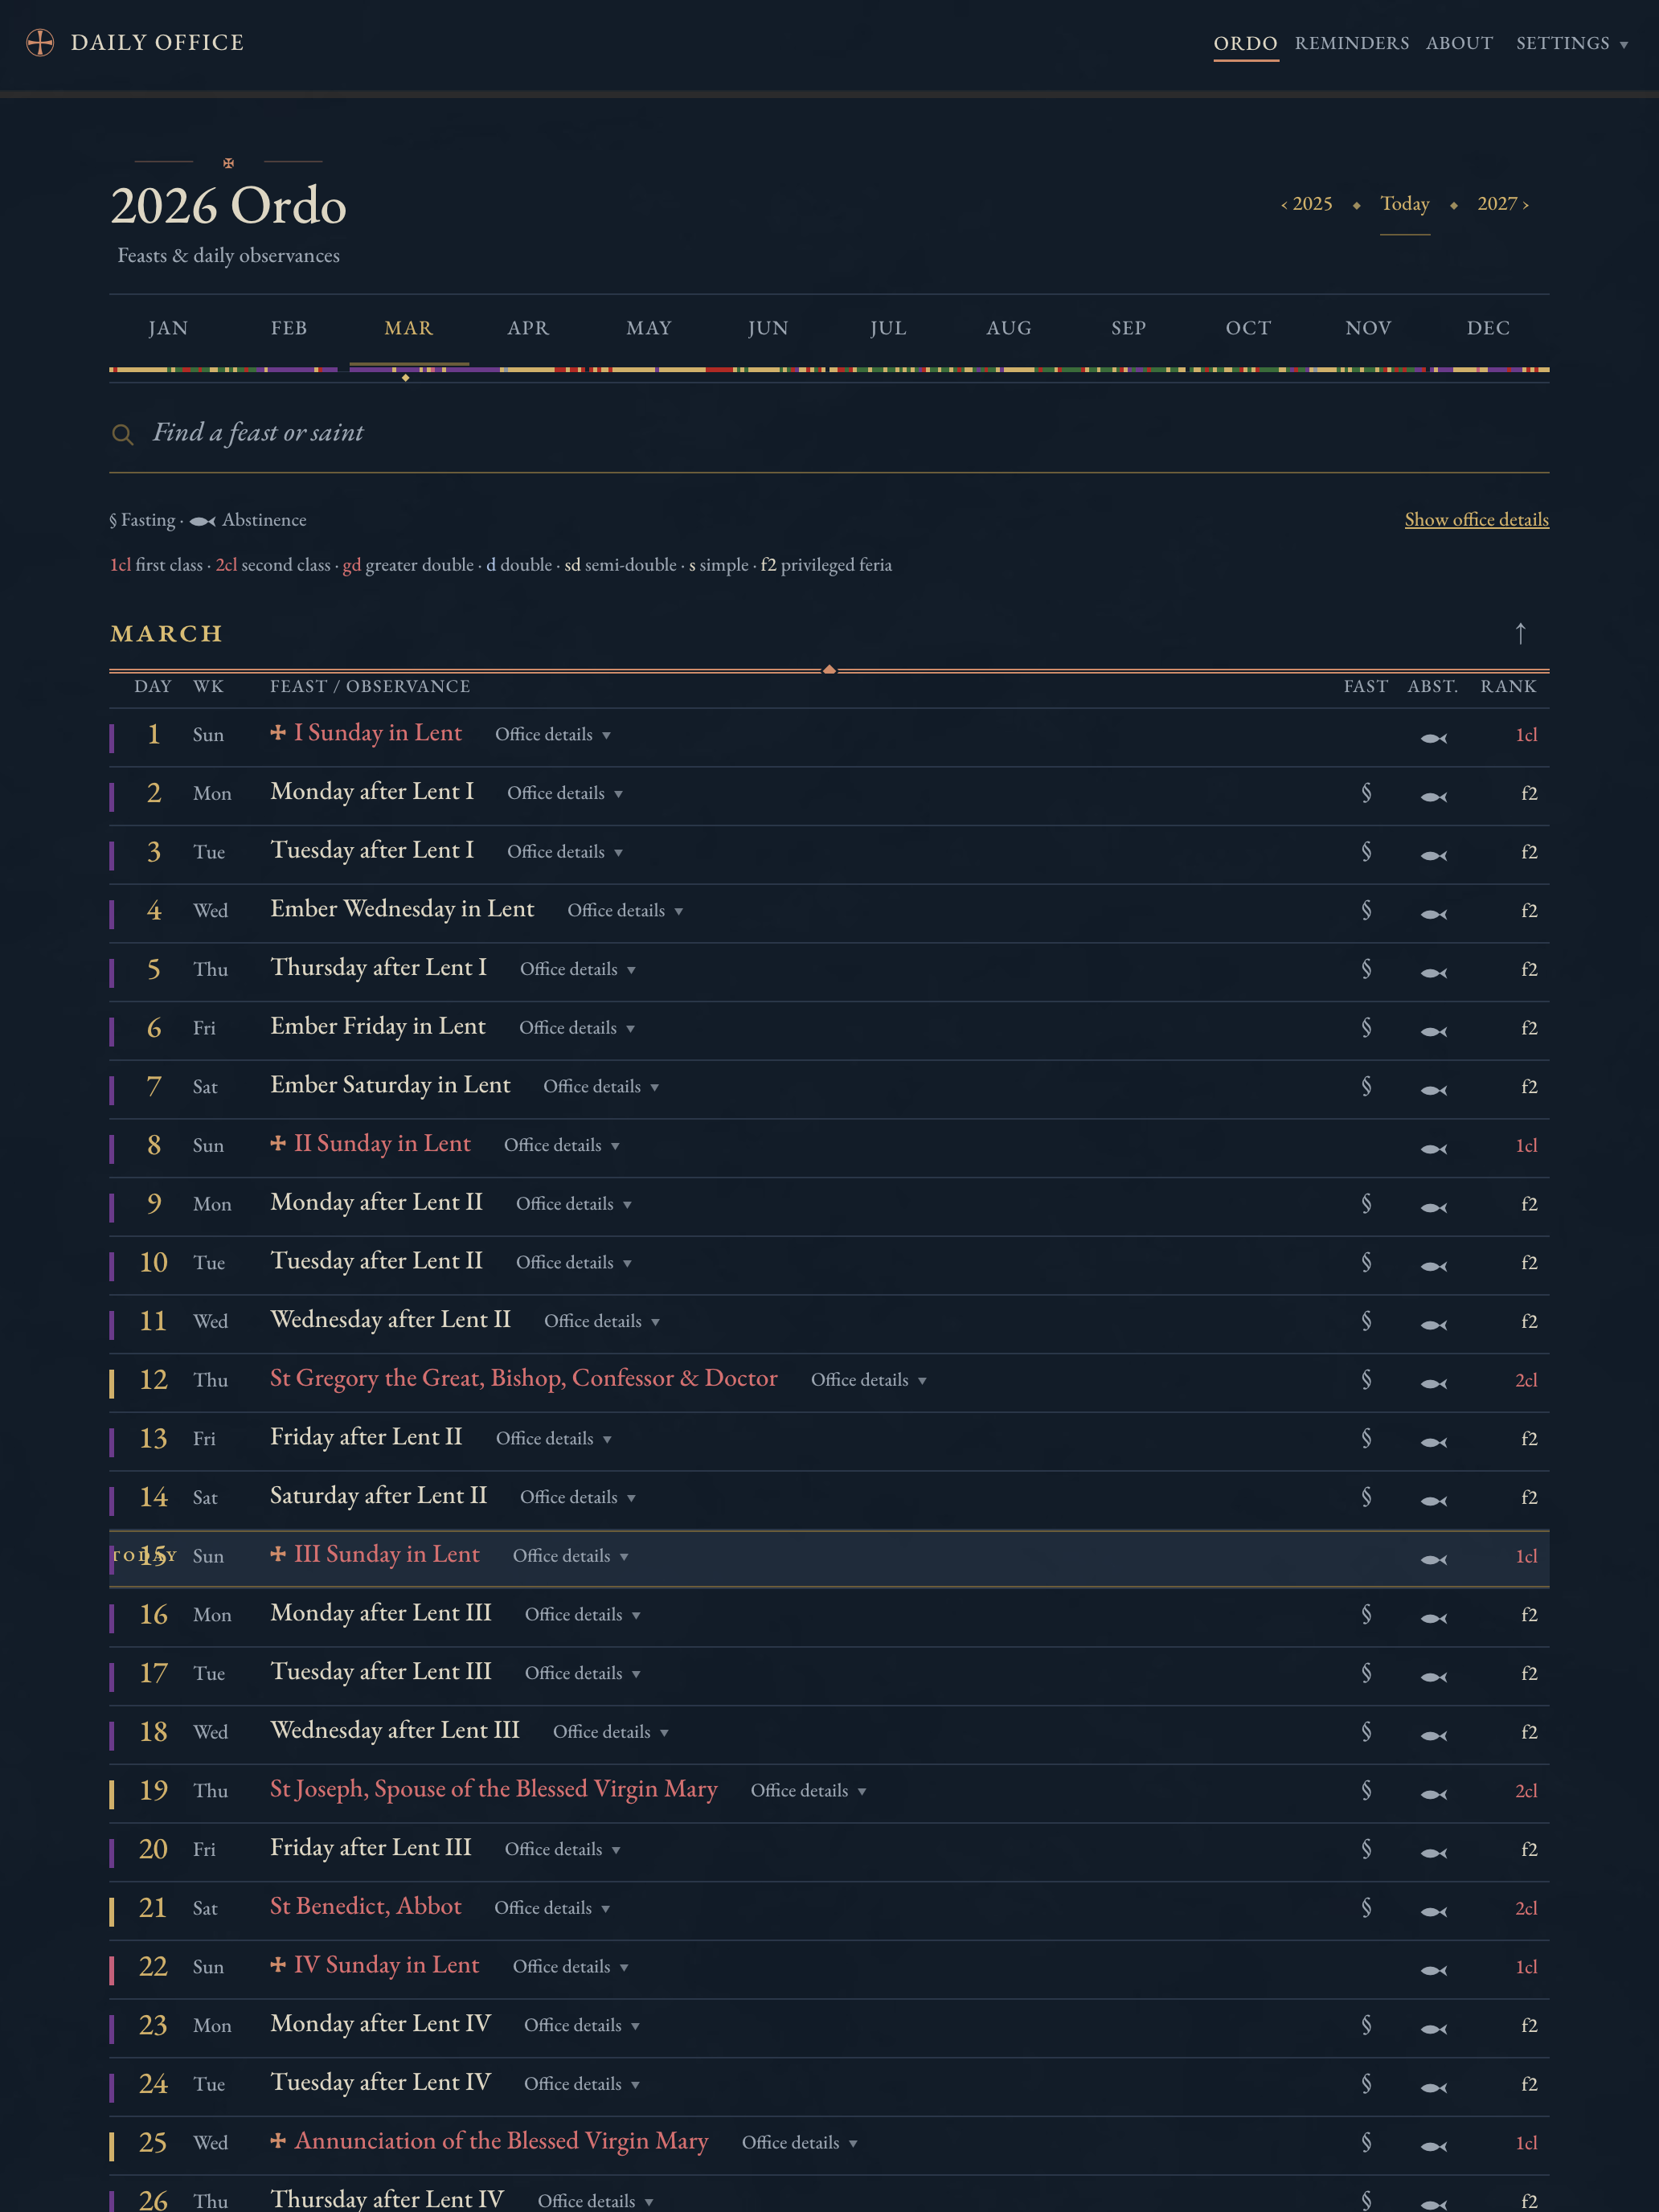 DAILY OFFICE
ORDO REMINDERS ABOUT SETTINGS ▼
2026 Ordo
‹ 2025 ◆ Today ◆ 2027 ›
Feasts & daily observances
JAN FEB MAR APR MAY JUN JUL AUG SEP OCT NOV DEC
Find a feast or saint
§ Fasting · Abstinence Show office details
1cl first class · 2cl second class · gd greater double · d double · sd semi-double · s simple · f2 privileged feria
MARCH ↑
DAY WK FEAST / OBSERVANCE FAST ABST. RANK
1 Sun ✠ I Sunday in Lent Office details ▼ 1cl
2 Mon Monday after Lent I Office details ▼ § f2
3 Tue Tuesday after Lent I Office details ▼ § f2
4 Wed Ember Wednesday in Lent Office details ▼ § f2
5 Thu Thursday after Lent I Office details ▼ § f2
6 Fri Ember Friday in Lent Office details ▼ § f2
7 Sat Ember Saturday in Lent Office details ▼ § f2
8 Sun ✠ II Sunday in Lent Office details ▼ 1cl
9 Mon Monday after Lent II Office details ▼ § f2
10 Tue Tuesday after Lent II Office details ▼ § f2
11 Wed Wednesday after Lent II Office details ▼ § f2
12 Thu St Gregory the Great, Bishop, Confessor & Doctor Office details ▼ § 2cl
13 Fri Friday after Lent II Office details ▼ § f2
14 Sat Saturday after Lent II Office details ▼ § f2
TODAY 15 Sun ✠ III Sunday in Lent Office details ▼ 1cl
16 Mon Monday after Lent III Office details ▼ § f2
17 Tue Tuesday after Lent III Office details ▼ § f2
18 Wed Wednesday after Lent III Office details ▼ § f2
19 Thu St Joseph, Spouse of the Blessed Virgin Mary Office details ▼ § 2cl
20 Fri Friday after Lent III Office details ▼ § f2
21 Sat St Benedict, Abbot Office details ▼ § 2cl
22 Sun ✠ IV Sunday in Lent Office details ▼ 1cl
23 Mon Monday after Lent IV Office details ▼ § f2
24 Tue Tuesday after Lent IV Office details ▼ § f2
25 Wed ✠ Annunciation of the Blessed Virgin Mary Office details ▼ § 1cl
26 Thu Thursday after Lent IV Office details ▼ § f2